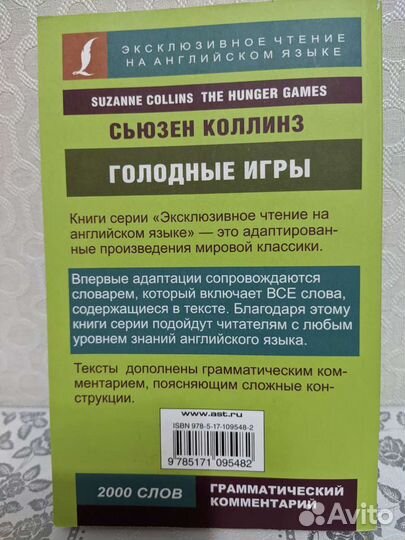 ЭКСКЛЮЗИВНОЕ ЧТЕНИЕ
НА АНГЛИЙСКОМ ЯЗЫКЕ
SUZANNE COLLINS THE HUNGER GAMES
СЬЮЗЕН КОЛЛИНЗ
ГОЛОДНЫЕ ИГРЫ
Книги серии «Эксклюзивное чтение на
английском языке» — это адаптирован-
ные произведения мировой классики.
Впервые адаптации сопровождаются
словарем, который включает ВСЕ слова,
содержащиеся в тексте. Благодаря этому
книги серии подойдут читателям с любым
уровнем знаний английского языка.
Тексты дополнены грамматическим ком-
ментарием, поясняющим сложные кон-
струкции.
www.ast.ru
ISBN 978-5-17-109548-2
9 785171 095482
2000 СЛОВ
ГРАММАТИЧЕСКИЙ
КОММЕНТАРИЙ
Avito